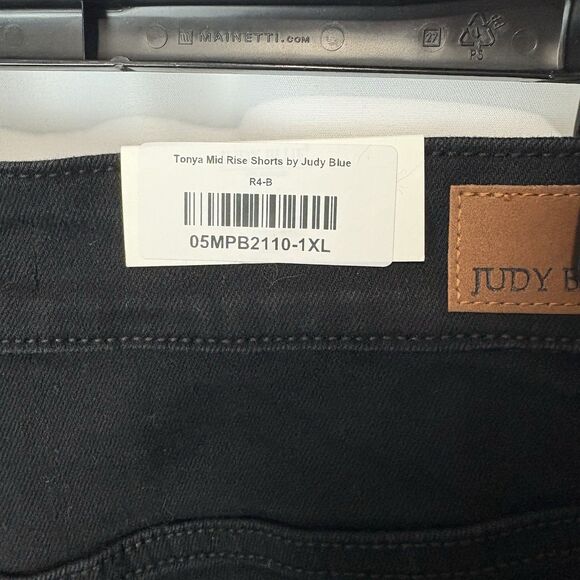 MAINETTI.COM
27
PS
Tonya Mid Rise Shorts by Judy Blue
R4-B
05MPB2110-1XL
JUDY B